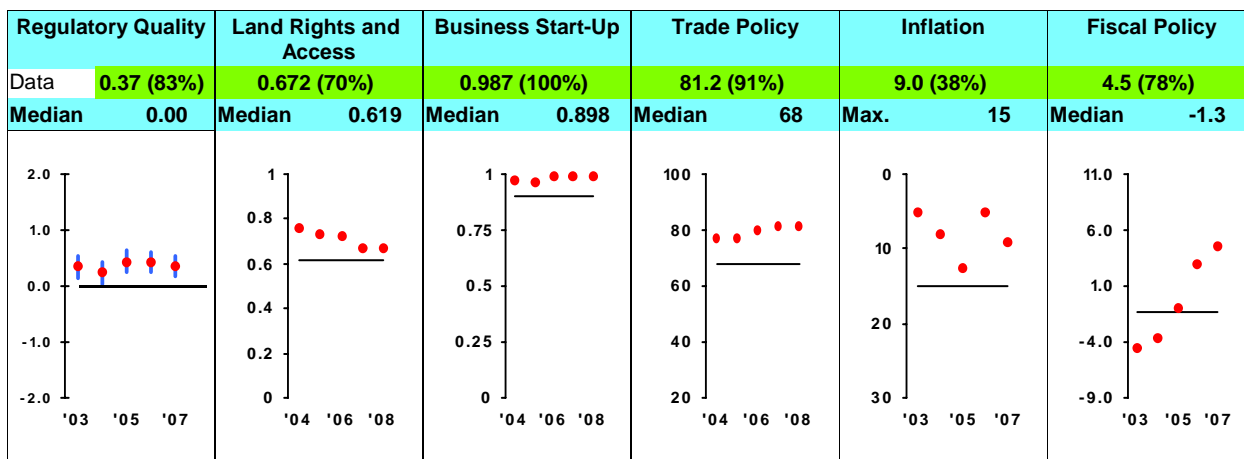 Regulatory Quality
Data 0.37 (83%)
Median 0.00
2.0
1.0
0.0
-1.0
-2.0
'03 '05 '07
Land Rights and
Access
0.672 (70%)
Median 0.619
1
0.8
0.6
0.4
0.2
0
'04 '06 '08
Business Start-Up
0.987 (100%)
Median 0.898
1
0.75
0.5
0.25
0
'04 '06 '08
Trade Policy
81.2 (91%)
Median 68
100
80
60
40
20
'04 '06 '08
Inflation
9.0 (38%)
Max. 15
0
10
20
30
'03 '05 '07
Fiscal Policy
4.5 (78%)
Median -1.3
11.0
6.0
1.0
-4.0
-9.0
'03 '05 '07